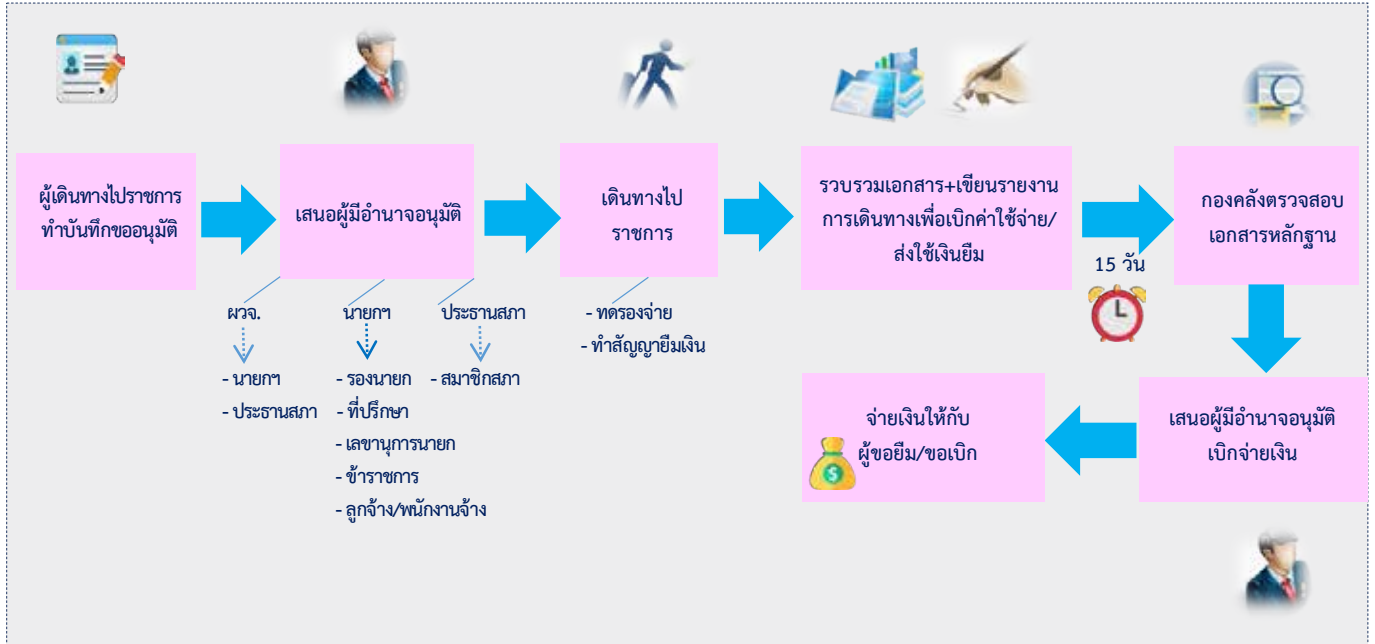 ผู้เดินทางไปราชการ
ทำบันทึกขออนุมัติ
เสนอผู้มีอำนาจอนุมัติ
เดินทางไป
ราชการ
รวบรวมเอกสาร+เขียนรายงาน
การเดินทางเพื่อเบิกค่าใช้จ่าย/
ส่งใช้เงินยืม
15 วัน
กองคลังตรวจสอบ
เอกสารหลักฐาน
ผวจ.
- นายกฯ
- ประธานสภา
นายกฯ
- รองนายก
- ที่ปรึกษา
- เลขานุการนายก
- ข้าราชการ
- ลูกจ้าง/พนักงานจ้าง
ประธานสภา
- สมาชิกสภา
- ทดรองจ่าย
- ทำสัญญายืมเงิน
เสนอผู้มีอำนาจอนุมัติ
เบิกจ่ายเงิน
จ่ายเงินให้กับ
ผู้ขอยืม/ขอเบิก